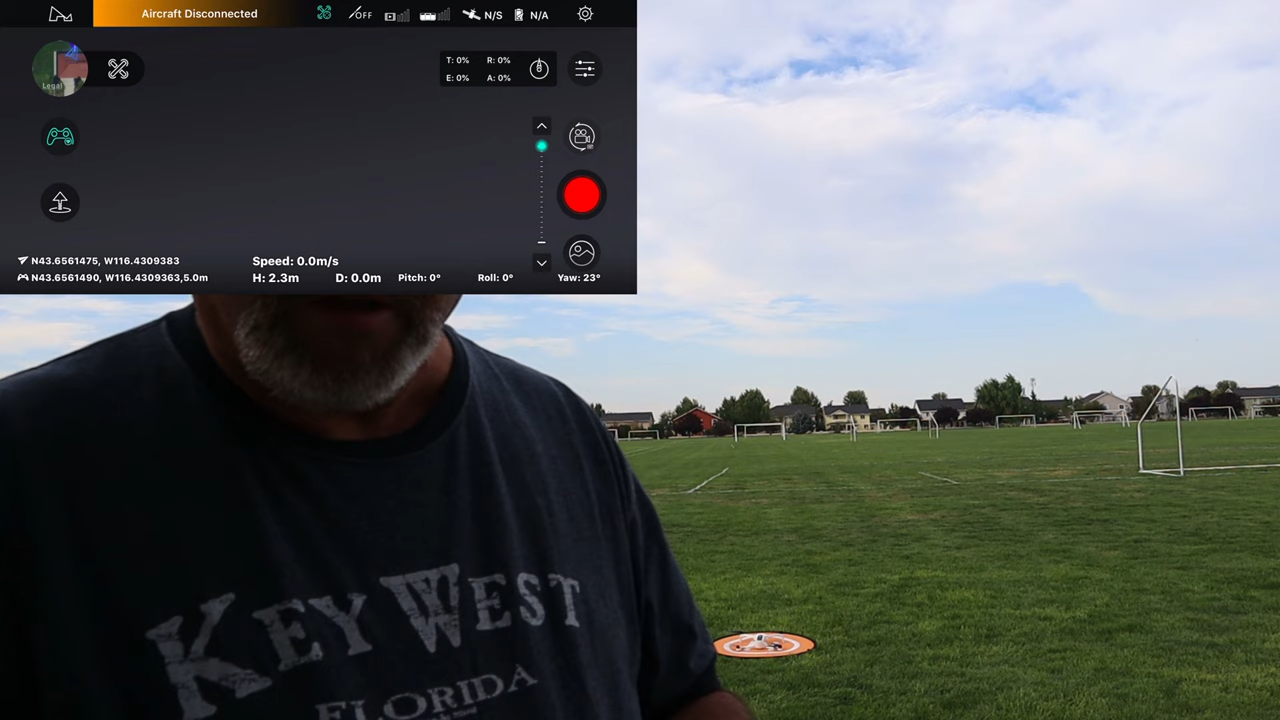 Aircraft Disconnected
OFF
N/S
N/A
Legal
T: 0% R: 0%
E: 0% A: 0%
N43.6561475, W116.4309383
N43.6561490, W116.4309363,5.0m
Speed: 0.0m/s
H: 2.3m D: 0.0m Pitch: 0° Roll: 0° Yaw: 23°
KEY WEST
FLORIDA